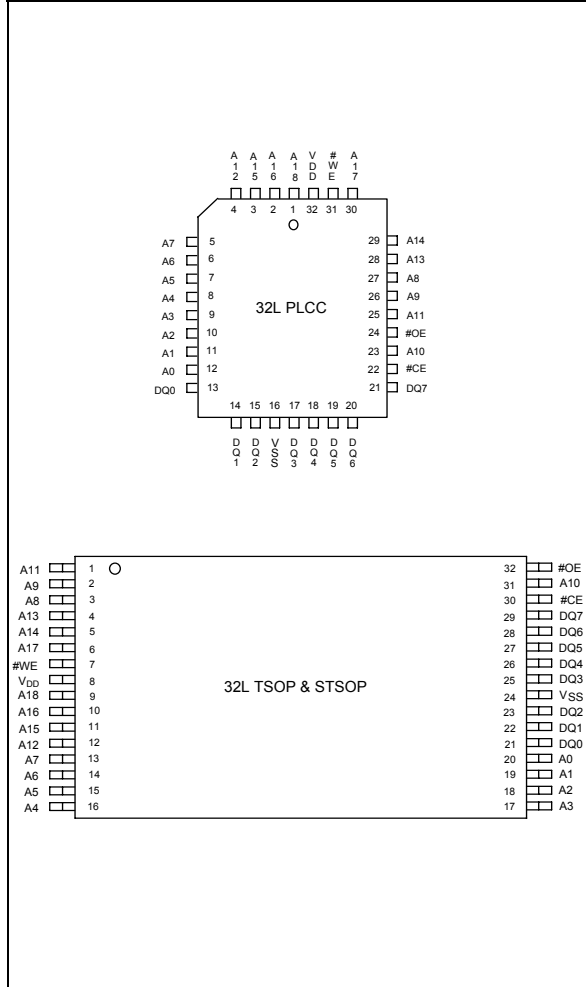 A12 A15 A16 A18 VDD #WE A17
4 3 2 1 32 31 30
A7 5 29 A14
A6 6 28 A13
A5 7 27 A8
A4 8 26 A9
A3 9 32L PLCC 25 A11
A2 10 24 #OE
A1 11 23 A10
A0 12 22 #CE
DQ0 13 21 DQ7
14 15 16 17 18 19 20
DQ1 DQ2 VSS DQ3 DQ4 DQ5 DQ6
A11 1 32 #OE
A9 2 31 A10
A8 3 30 #CE
A13 4 29 DQ7
A14 5 28 DQ6
A17 6 27 DQ5
#WE 7 26 DQ4
VDD 8 32L TSOP & STSOP 25 DQ3
A18 9 24 VSS
A16 10 23 DQ2
A15 11 22 DQ1
A12 12 21 DQ0
A7 13 20 A0
A6 14 19 A1
A5 15 18 A2
A4 16 17 A3